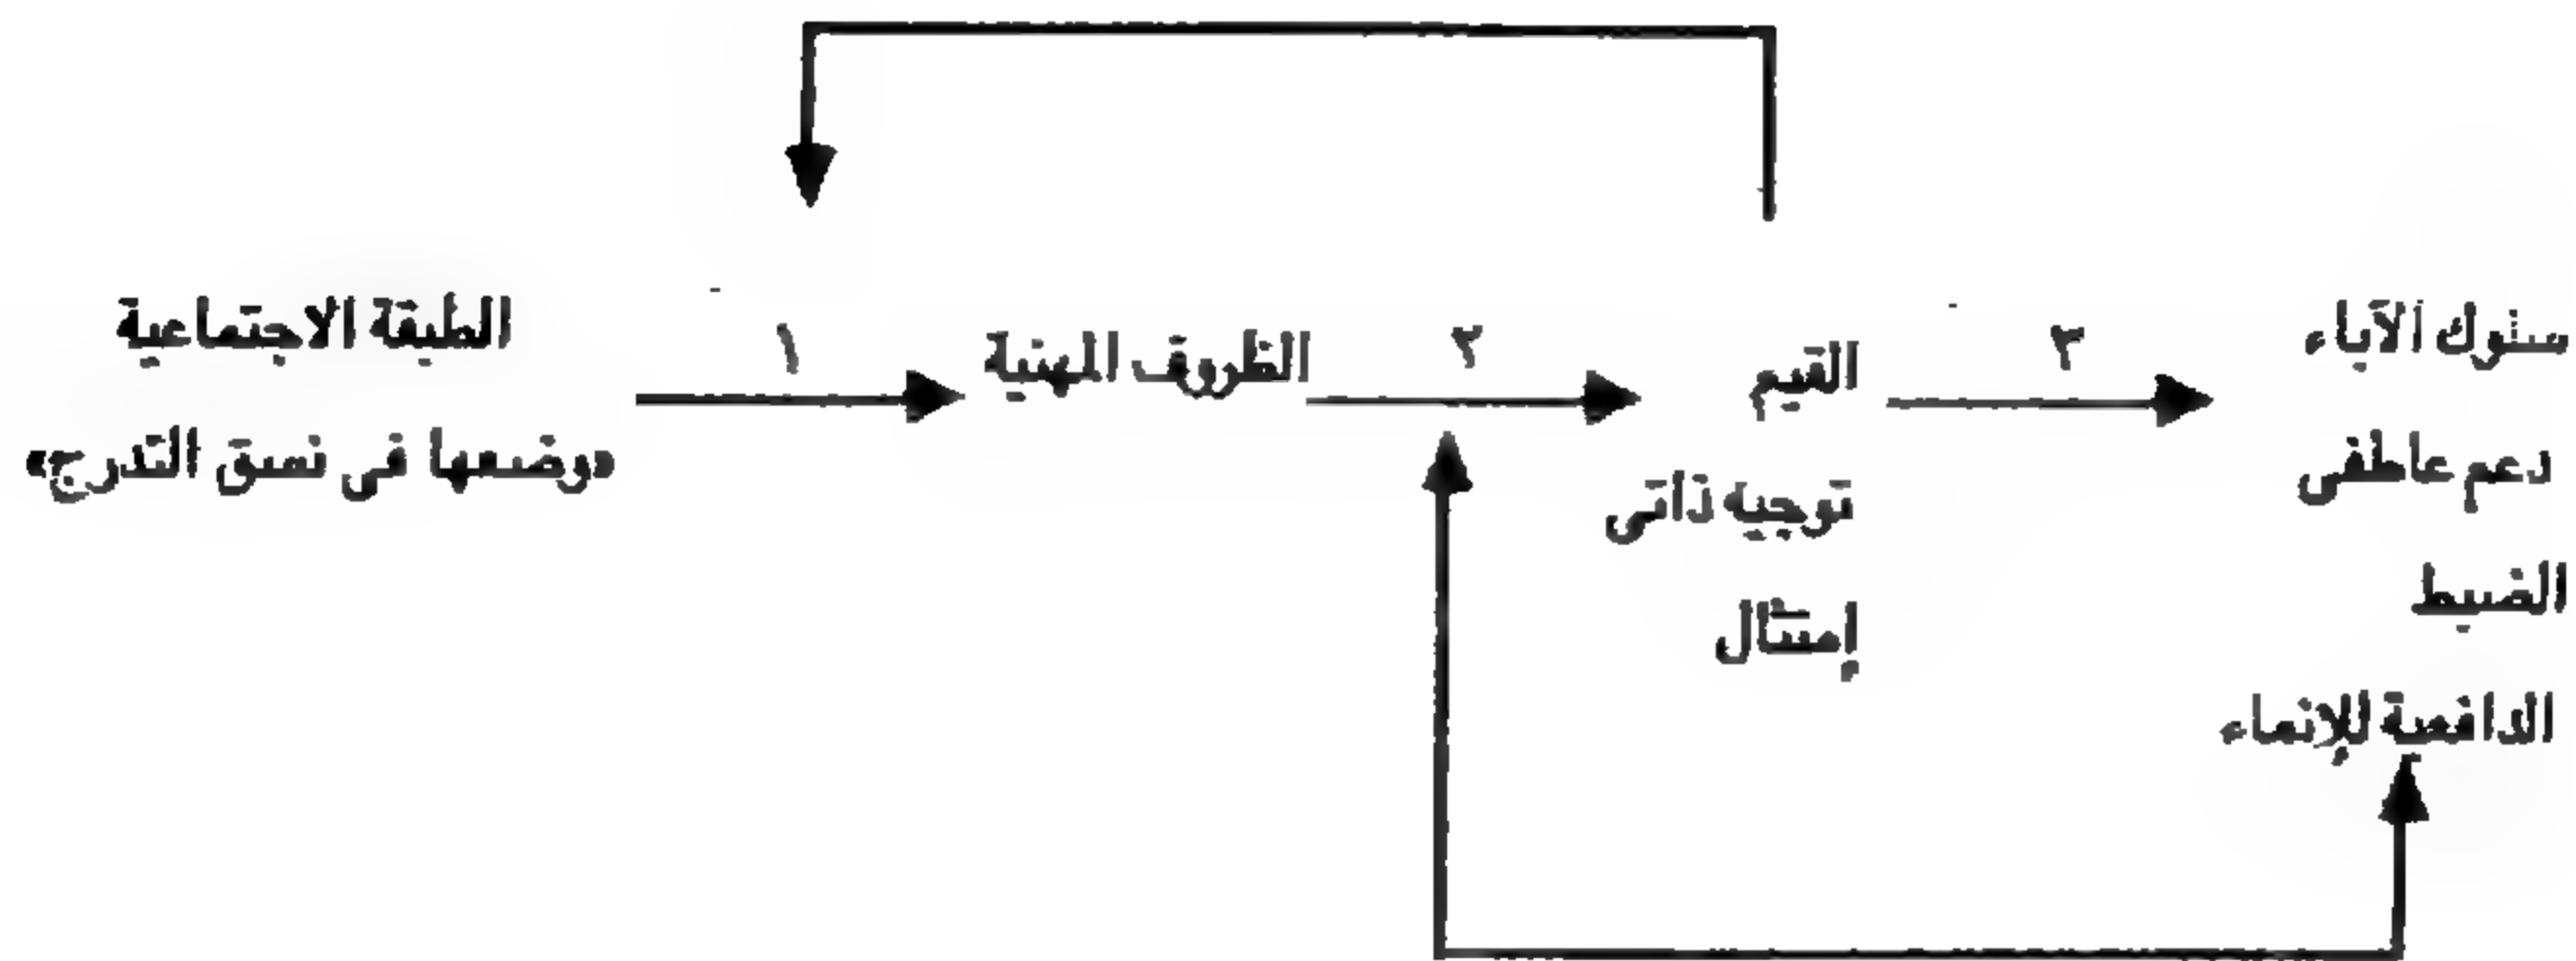 الطبقة الاجتماعية
«وضعها فى نسق التدرج»
١
الظروف المهنية
٢
القيم
توجيه ذاتى
إمتثال
٣
سلوك الآباء
دعم عاطفى
الضبط
الدافعية للإنماء